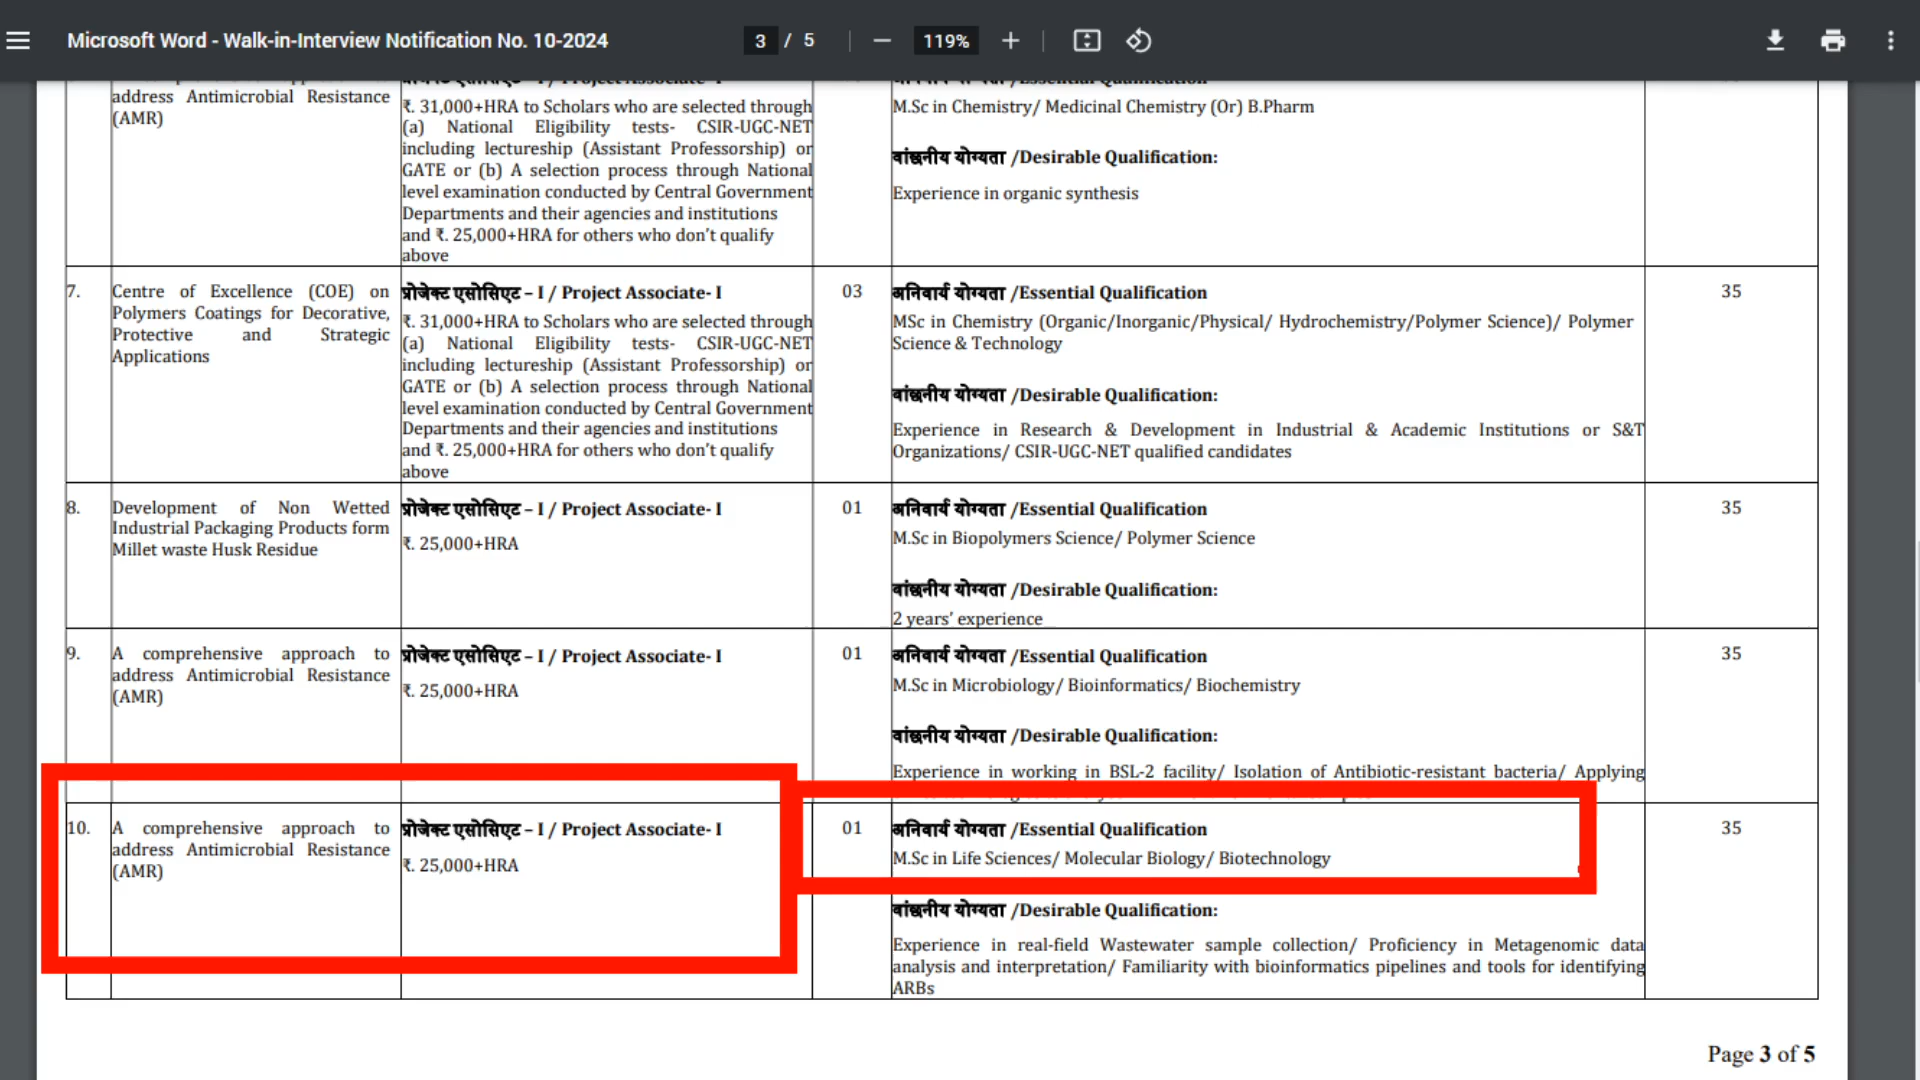 Microsoft Word - Walk-in-Interview Notification No. 10-2024
3 / 5
119%
address Antimicrobial Resistance
(AMR)
₹. 31,000+HRA to Scholars who are selected through
(a) National Eligibility tests- CSIR-UGC-NET
including lectureship (Assistant Professorship) or
GATE or (b) A selection process through National
level examination conducted by Central Government
Departments and their agencies and institutions
and ₹. 25,000+HRA for others who don't qualify
above
M.Sc in Chemistry/ Medicinal Chemistry (Or) B.Pharm
वांछनीय योग्यता /Desirable Qualification:
Experience in organic synthesis
7.
Centre of Excellence (COE) on
Polymers Coatings for Decorative,
Protective and Strategic
Applications
प्रोजेक्ट एसोसिएट – I / Project Associate- I
₹. 31,000+HRA to Scholars who are selected through
(a) National Eligibility tests- CSIR-UGC-NET
including lectureship (Assistant Professorship) or
GATE or (b) A selection process through National
level examination conducted by Central Government
Departments and their agencies and institutions
and ₹. 25,000+HRA for others who don't qualify
above
03
अनिवार्य योग्यता /Essential Qualification
MSc in Chemistry (Organic/Inorganic/Physical/ Hydrochemistry/Polymer Science)/ Polymer
Science & Technology
वांछनीय योग्यता /Desirable Qualification:
Experience in Research & Development in Industrial & Academic Institutions or S&T
Organizations/ CSIR-UGC-NET qualified candidates
35
8.
Development of Non Wetted
Industrial Packaging Products form
Millet waste Husk Residue
प्रोजेक्ट एसोसिएट – I / Project Associate- I
₹. 25,000+HRA
01
अनिवार्य योग्यता /Essential Qualification
M.Sc in Biopolymers Science/ Polymer Science
वांछनीय योग्यता /Desirable Qualification:
2 years' experience
35
9.
A comprehensive approach to
address Antimicrobial Resistance
(AMR)
प्रोजेक्ट एसोसिएट – I / Project Associate- I
₹. 25,000+HRA
01
अनिवार्य योग्यता /Essential Qualification
M.Sc in Microbiology/ Bioinformatics/ Biochemistry
वांछनीय योग्यता /Desirable Qualification:
Experience in working in BSL-2 facility/ Isolation of Antibiotic-resistant bacteria/ Applying
35
10.
A comprehensive approach to
address Antimicrobial Resistance
(AMR)
प्रोजेक्ट एसोसिएट – I / Project Associate- I
₹. 25,000+HRA
01
अनिवार्य योग्यता /Essential Qualification
M.Sc in Life Sciences/ Molecular Biology/ Biotechnology
वांछनीय योग्यता /Desirable Qualification:
Experience in real-field Wastewater sample collection/ Proficiency in Metagenomic data
analysis and interpretation/ Familiarity with bioinformatics pipelines and tools for identifying
ARBs
35
Page 3 of 5